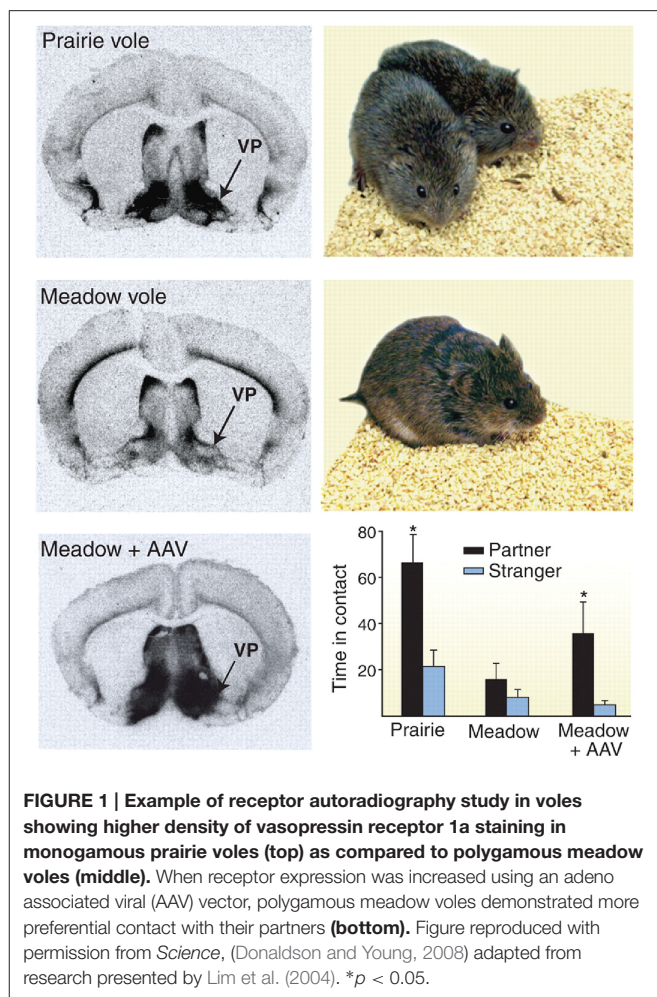 Prairie vole
VP
Meadow vole
VP
Meadow + AAV
VP
80
60
40
20
Time in contact
*
*
Partner
Stranger
Prairie
Meadow
Meadow
+ AAV
FIGURE 1 | Example of receptor autoradiography study in voles
showing higher density of vasopressin receptor 1a staining in
monogamous prairie voles (top) as compared to polygamous meadow
voles (middle). When receptor expression was increased using an adeno
associated viral (AAV) vector, polygamous meadow voles demonstrated more
preferential contact with their partners (bottom). Figure reproduced with
permission from Science, (Donaldson and Young, 2008) adapted from
research presented by Lim et al. (2004). *p < 0.05.